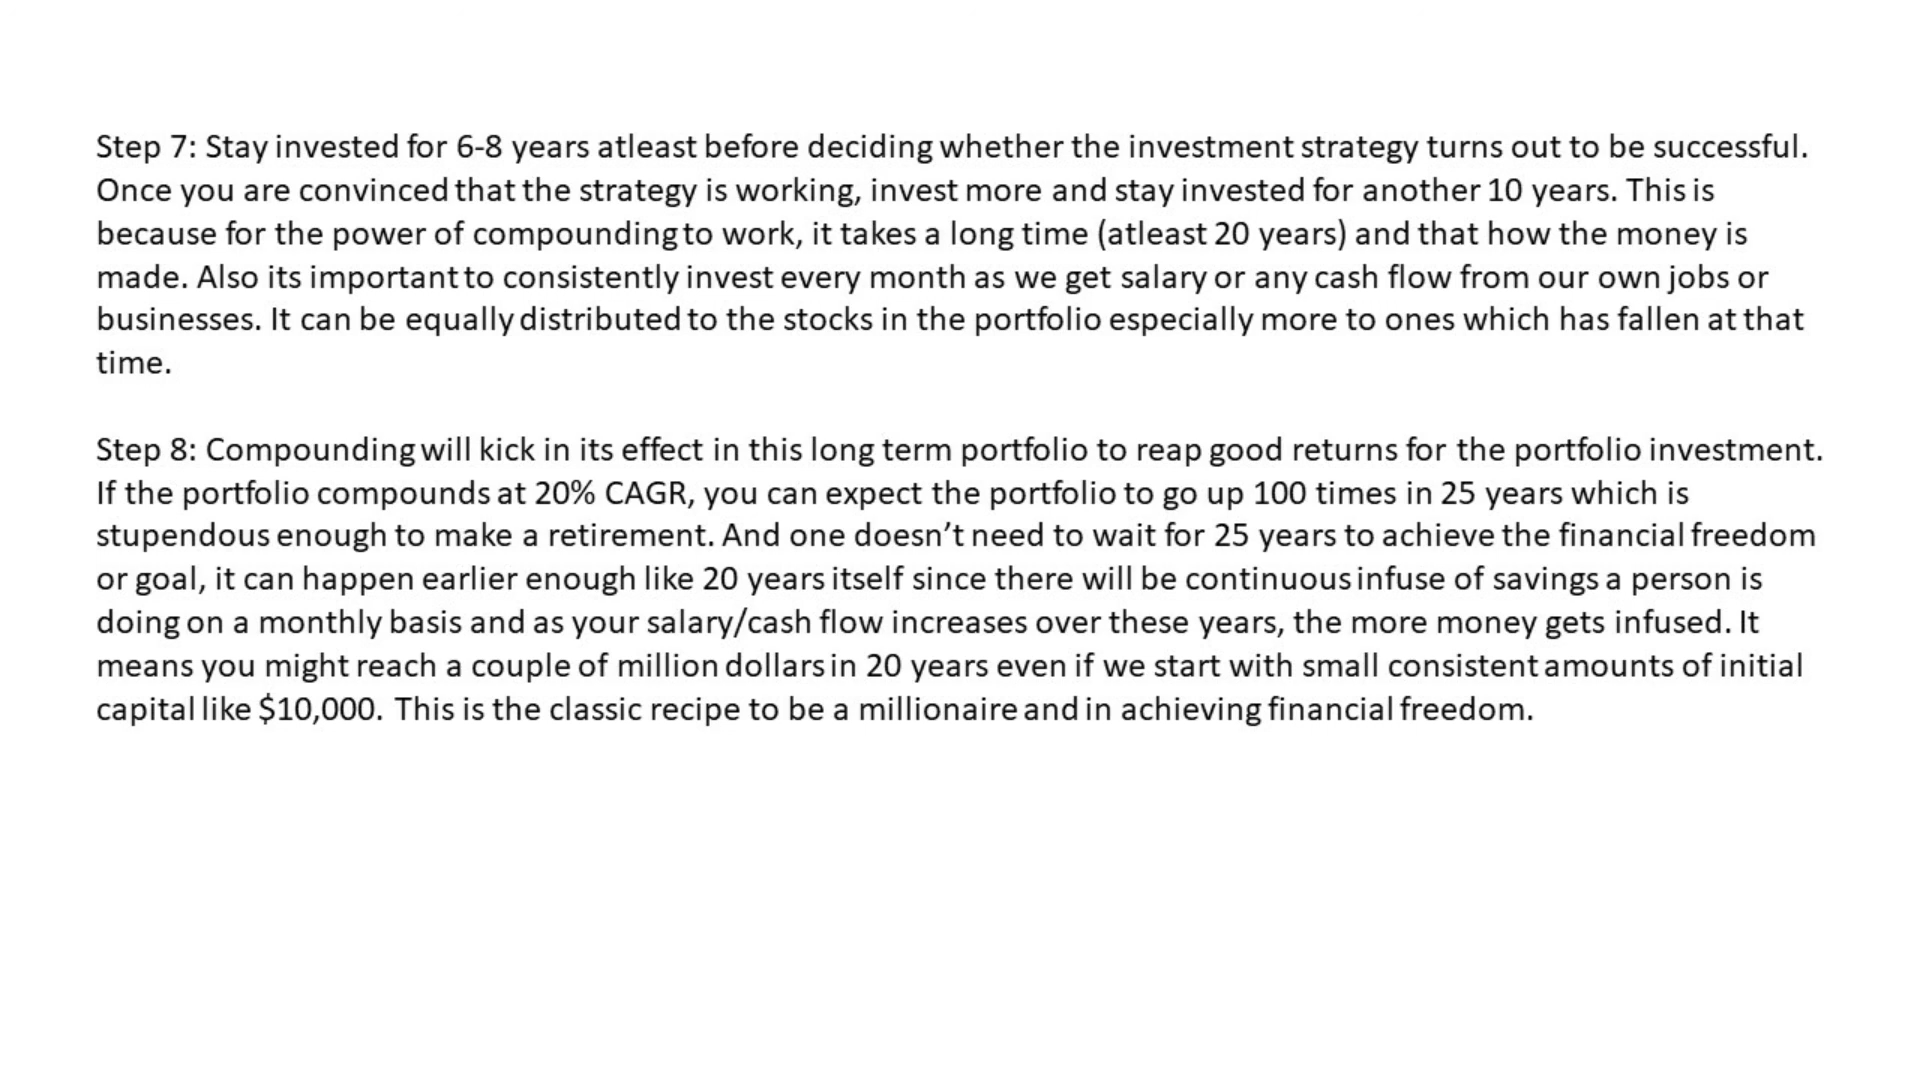 Step 7: Stay invested for 6-8 years atleast before deciding whether the investment strategy turns out to be successful.
Once you are convinced that the strategy is working, invest more and stay invested for another 10 years. This is
because for the power of compounding to work, it takes a long time (atleast 20 years) and that how the money is
made. Also its important to consistently invest every month as we get salary or any cash flow from our own jobs or
businesses. It can be equally distributed to the stocks in the portfolio especially more to ones which has fallen at that
time.
Step 8: Compounding will kick in its effect in this long term portfolio to reap good returns for the portfolio investment.
If the portfolio compounds at 20% CAGR, you can expect the portfolio to go up 100 times in 25 years which is
stupendous enough to make a retirement. And one doesn’t need to wait for 25 years to achieve the financial freedom
or goal, it can happen earlier enough like 20 years itself since there will be continuous infuse of savings a person is
doing on a monthly basis and as your salary/cash flow increases over these years, the more money gets infused. It
means you might reach a couple of million dollars in 20 years even if we start with small consistent amounts of initial
capital like $10,000. This is the classic recipe to be a millionaire and in achieving financial freedom.